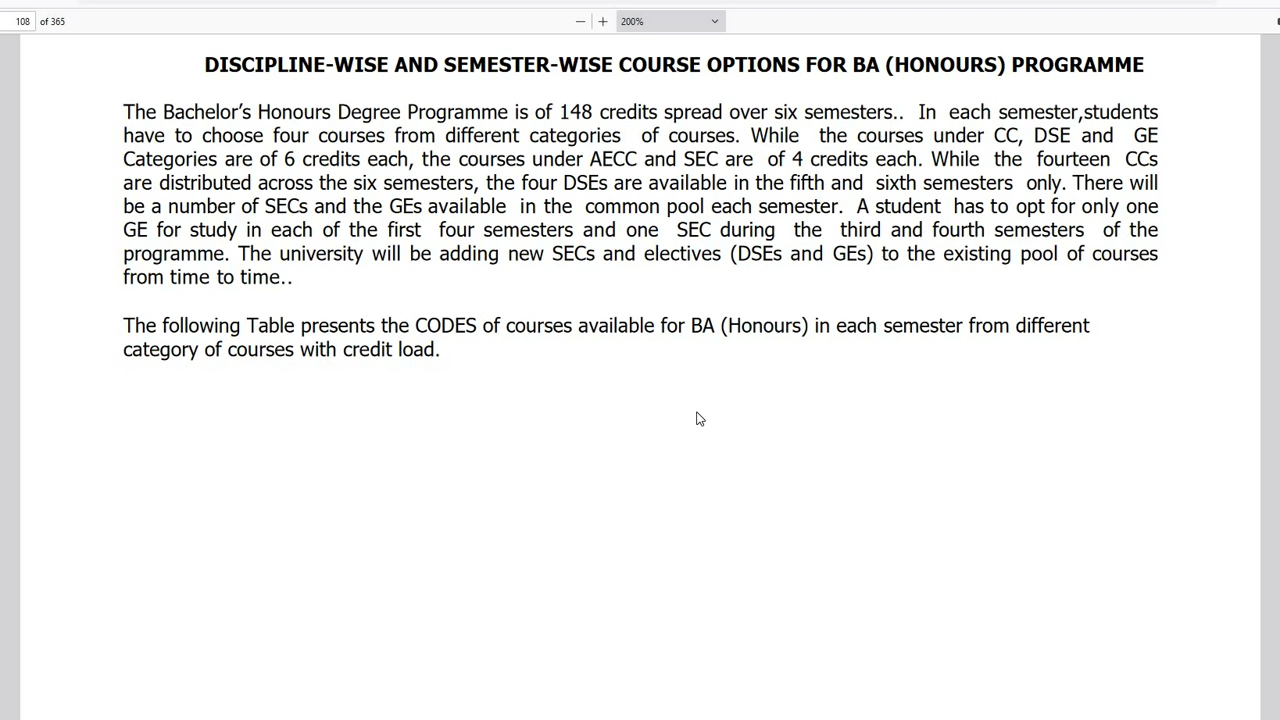 108 of 365 200%
DISCIPLINE-WISE AND SEMESTER-WISE COURSE OPTIONS FOR BA (HONOURS) PROGRAMME
The Bachelor’s Honours Degree Programme is of 148 credits spread over six semesters.. In each semester,students
have to choose four courses from different categories of courses. While the courses under CC, DSE and GE
Categories are of 6 credits each, the courses under AECC and SEC are of 4 credits each. While the fourteen CCs
are distributed across the six semesters, the four DSEs are available in the fifth and sixth semesters only. There will
be a number of SECs and the GEs available in the common pool each semester. A student has to opt for only one
GE for study in each of the first four semesters and one SEC during the third and fourth semesters of the
programme. The university will be adding new SECs and electives (DSEs and GEs) to the existing pool of courses
from time to time..
The following Table presents the CODES of courses available for BA (Honours) in each semester from different
category of courses with credit load.